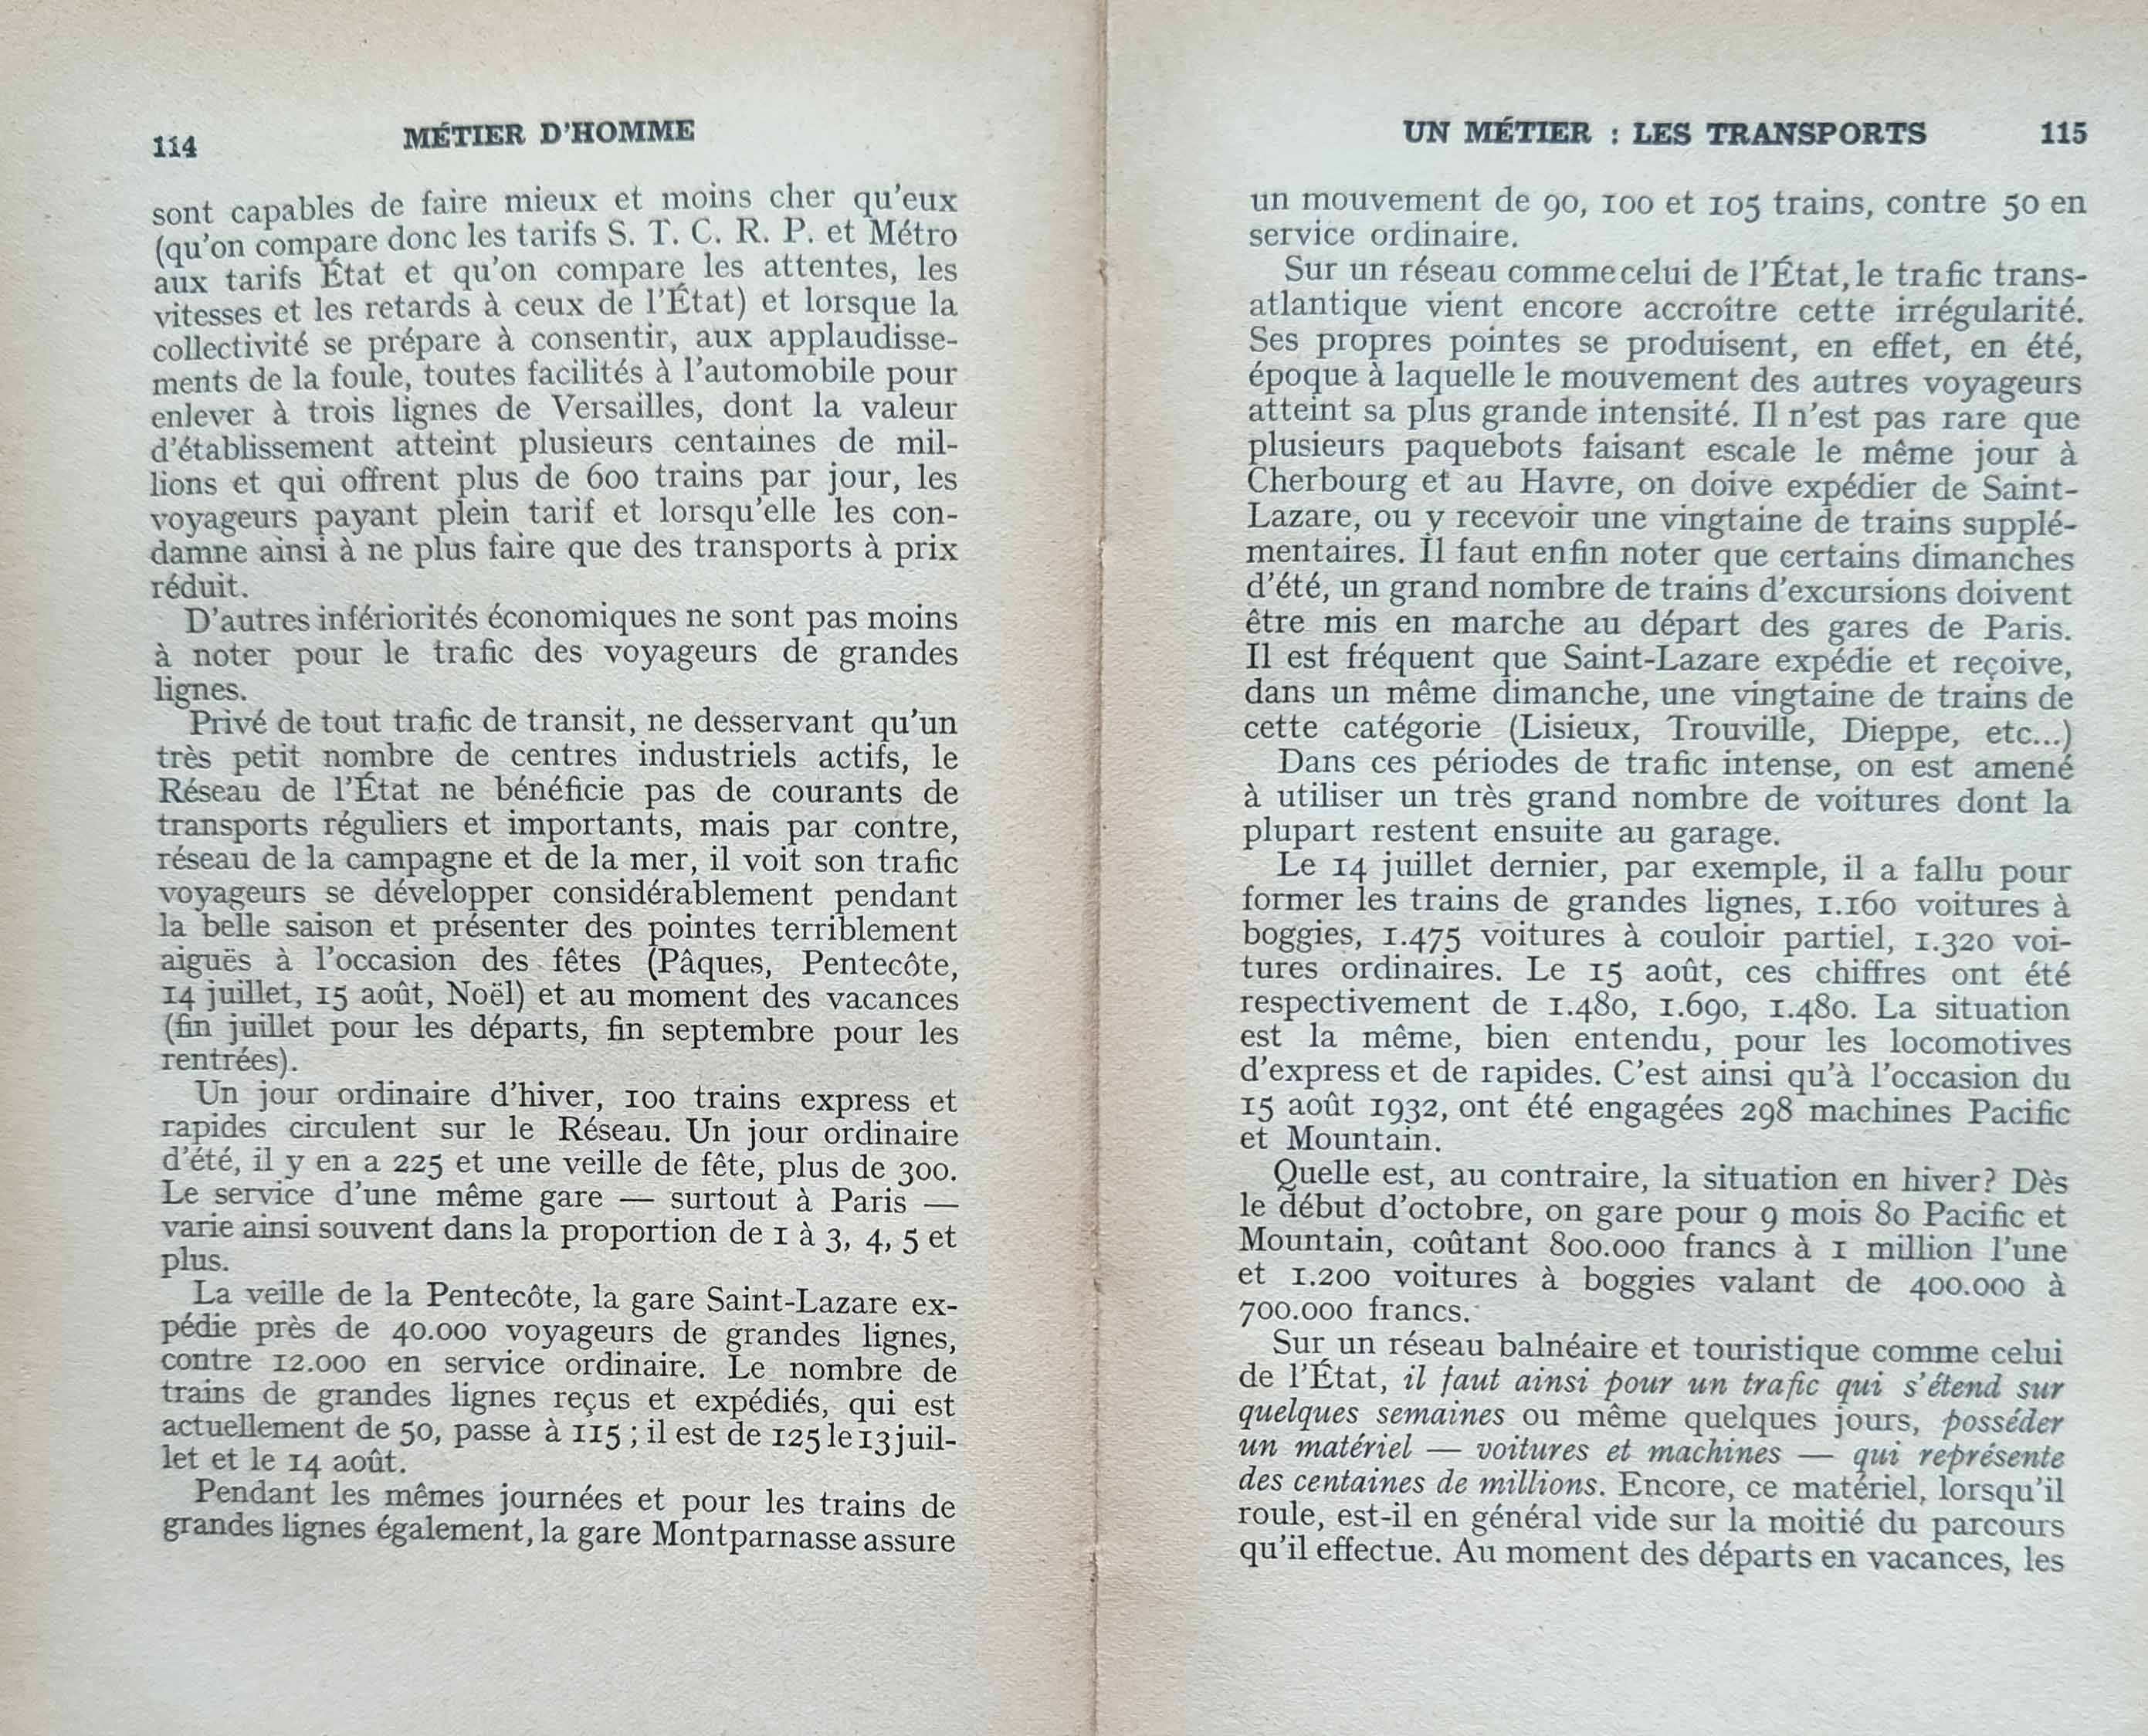 114
MÉTIER D'HOMME
sont capables de faire mieux et moins cher qu'eux
(qu'on compare donc les tarifs S. T. C. R. P. et Métro
aux tarifs État et qu'on compare les attentes, les
vitesses et les retards à ceux de l'État) et lorsque la
collectivité se prépare à consentir, aux applaudisse-
ments de la foule, toutes facilités à l'automobile pour
enlever à trois lignes de Versailles, dont la valeur
d'établissement atteint plusieurs centaines de mil-
lions et qui offrent plus de 600 trains par jour, les
voyageurs payant plein tarif et lorsqu'elle les con-
damne ainsi à ne plus faire que des transports à prix
réduit.
D'autres infériorités économiques ne sont pas moins
à noter pour le trafic des voyageurs de grandes
lignes.
Privé de tout trafic de transit, ne desservant qu'un
très petit nombre de centres industriels actifs, le
Réseau de l'État ne bénéficie pas de courants de
transports réguliers et importants, mais par contre,
réseau de la campagne et de la mer, il voit son trafic
voyageurs se développer considérablement pendant
la belle saison et présenter des pointes terriblement
aiguës à l'occasion des fêtes (Pâques, Pentecôte,
14 juillet, 15 août, Noël) et au moment des vacances
(fin juillet pour les départs, fin septembre pour les
rentrées).
Un jour ordinaire d'hiver, 100 trains express et
rapides circulent sur le Réseau. Un jour ordinaire
d'été, il y en a 225 et une veille de fête, plus de 300.
Le service d'une même gare — surtout à Paris —
varie ainsi souvent dans la proportion de 1 à 3, 4, 5 et
plus.
La veille de la Pentecôte, la gare Saint-Lazare ex-
pédie près de 40.000 voyageurs de grandes lignes,
contre 12.000 en service ordinaire. Le nombre de
trains de grandes lignes reçus et expédiés, qui est
actuellement de 50, passe à 115 ; il est de 125 le 13 juil-
let et le 14 août.
Pendant les mêmes journées et pour les trains de
grandes lignes également, la gare Montparnasse assure
UN MÉTIER : LES TRANSPORTS
115
un mouvement de 90, 100 et 105 trains, contre 50 en
service ordinaire.
Sur un réseau comme celui de l'État, le trafic trans-
atlantique vient encore accroître cette irrégularité.
Ses propres pointes se produisent, en effet, en été,
époque à laquelle le mouvement des autres voyageurs
atteint sa plus grande intensité. Il n'est pas rare que
plusieurs paquebots faisant escale le même jour à
Cherbourg et au Havre, on doive expédier de Saint-
Lazare, ou y recevoir une vingtaine de trains supplé-
mentaires. Il faut enfin noter que certains dimanches
d'été, un grand nombre de trains d'excursions doivent
être mis en marche au départ des gares de Paris.
Il est fréquent que Saint-Lazare expédie et reçoive,
dans un même dimanche, une vingtaine de trains de
cette catégorie (Lisieux, Trouville, Dieppe, etc...)
Dans ces périodes de trafic intense, on est amené
à utiliser un très grand nombre de voitures dont la
plupart restent ensuite au garage.
Le 14 juillet dernier, par exemple, il a fallu pour
former les trains de grandes lignes, 1.160 voitures à
boggies, 1.475 voitures à couloir partiel, 1.320 voi-
tures ordinaires. Le 15 août, ces chiffres ont été
respectivement de 1.480, 1.690, 1.480. La situation
est la même, bien entendu, pour les locomotives
d'express et de rapides. C'est ainsi qu'à l'occasion du
15 août 1932, ont été engagées 298 machines Pacific
et Mountain.
Quelle est, au contraire, la situation en hiver? Dès
le début d'octobre, on gare pour 9 mois 80 Pacific et
Mountain, coûtant 800.000 francs à 1 million l'une
et 1.200 voitures à boggies valant de 400.000 à
700.000 francs.
Sur un réseau balnéaire et touristique comme celui
de l'État, il faut ainsi pour un trafic qui s'étend sur
quelques semaines ou même quelques jours, posséder
un matériel — voitures et machines — qui représente
des centaines de millions. Encore, ce matériel, lorsqu'il
roule, est-il en général vide sur la moitié du parcours
qu'il effectue. Au moment des départs en vacances, les